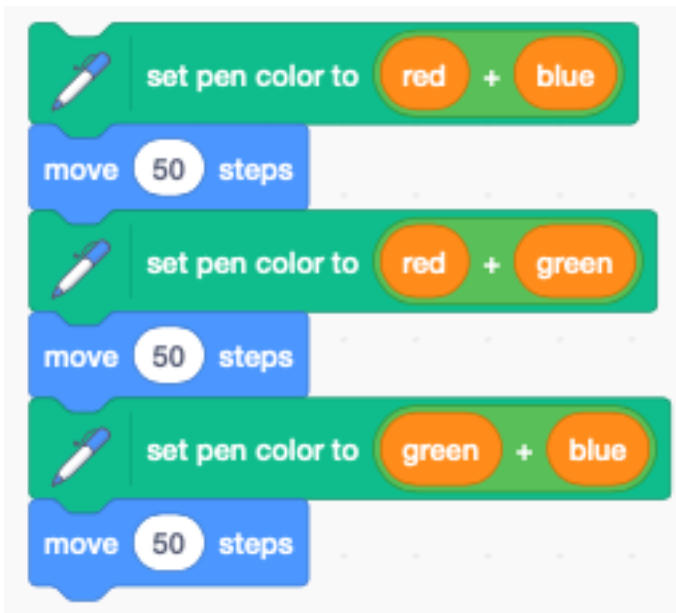 set pen color to red + blue
move 50 steps
set pen color to red + green
move 50 steps
set pen color to green + blue
move 50 steps